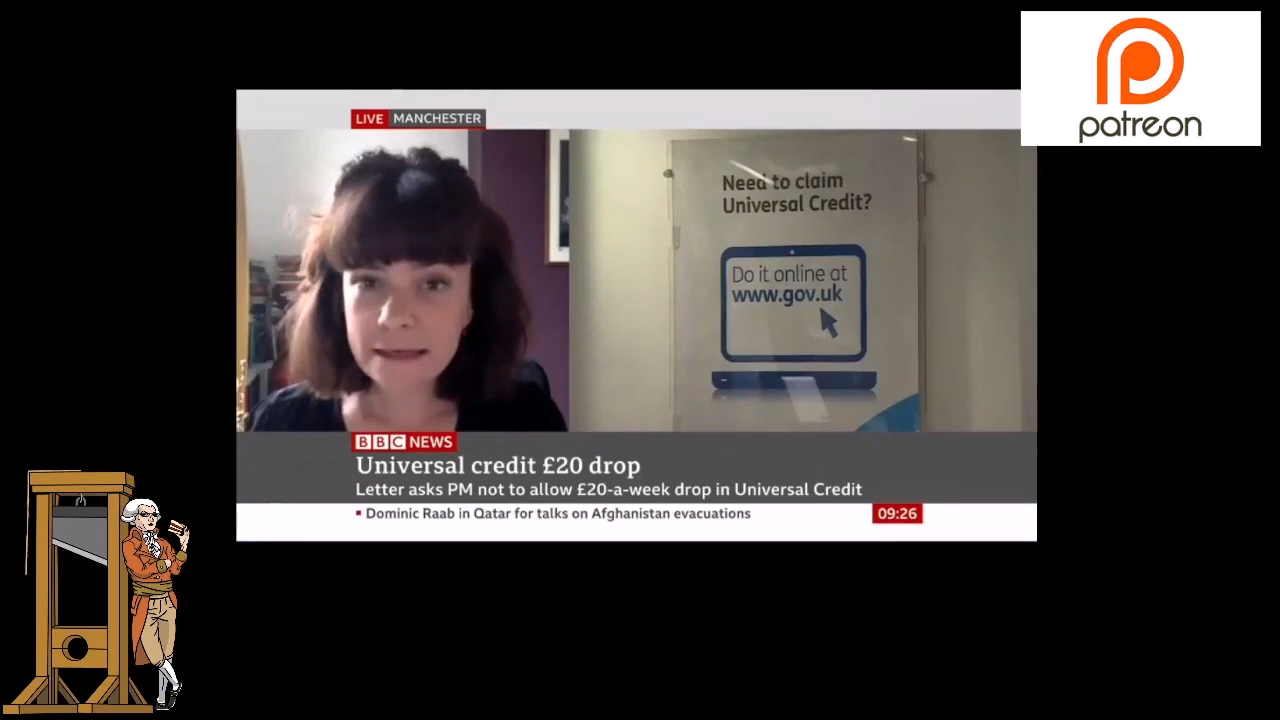 patreon
LIVE MANCHESTER
Need to claim
Universal Credit?
Do it online at
www.gov.uk
BBC NEWS
Universal credit £20 drop
Letter asks PM not to allow £20-a-week drop in Universal Credit
Dominic Raab in Qatar for talks on Afghanistan evacuations
09:26